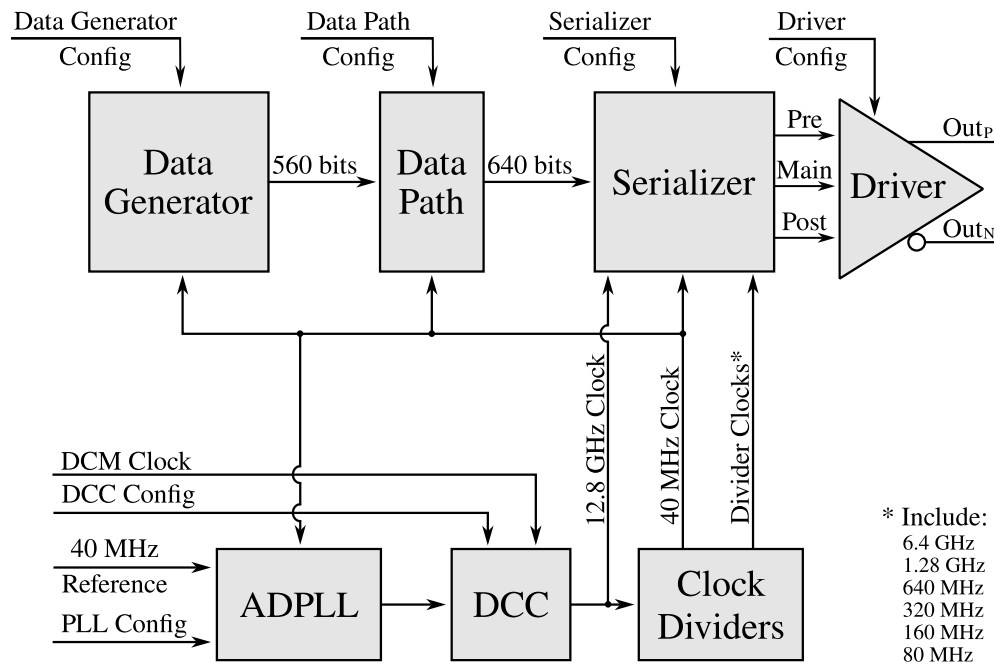 Data Generator
Config
Data Path
Config
Serializer
Config
Driver
Config
Data
Generator
560 bits
Data
Path
640 bits
Serializer
Pre
Main
Post
Driver
OutP
OutN
12.8 GHz Clock
40 MHz Clock
Divider Clocks*
DCM Clock
DCC Config
40 MHz
Reference
PLL Config
ADPLL
DCC
Clock
Dividers
* Include:
6.4 GHz
1.28 GHz
640 MHz
320 MHz
160 MHz
80 MHz